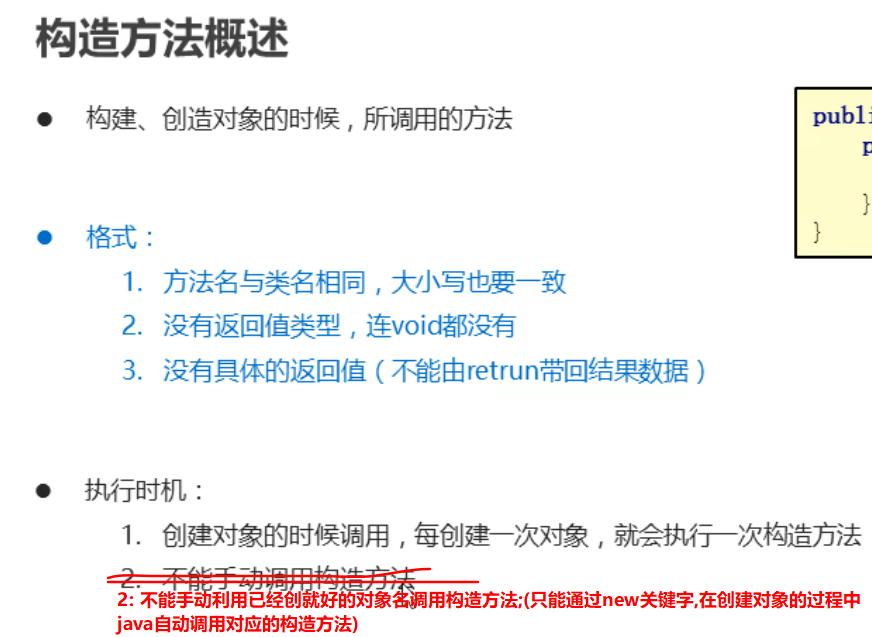 构造方法概述
● 构建、创造对象的时候，所调用的方法
publi
p
}
}
● 格式：
1. 方法名与类名相同，大小写也要一致
2. 没有返回值类型，连void都没有
3. 没有具体的返回值（不能由retrun带回结果数据）
● 执行时机：
1. 创建对象的时候调用，每创建一次对象，就会执行一次构造方法
2. 不能手动调用构造方法
2: 不能手动利用已经创就好的对象名调用构造方法;(只能通过new关键字,在创建对象的过程中
java自动调用对应的构造方法)